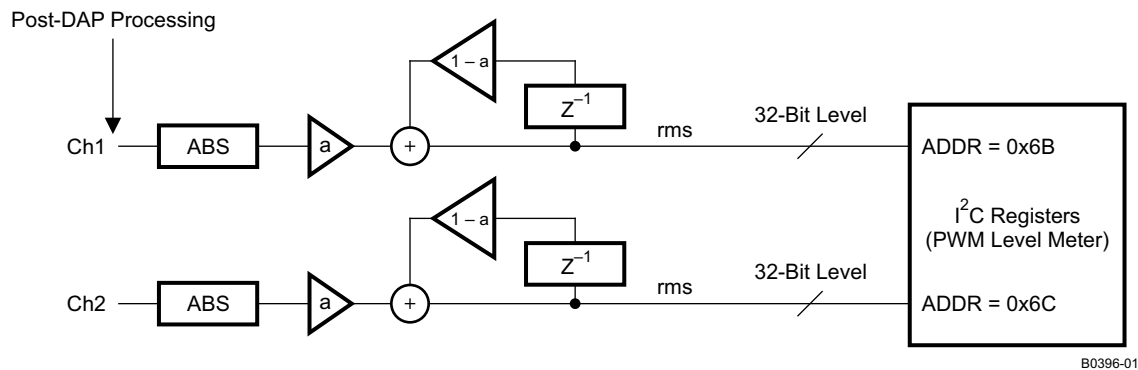 Post-DAP Processing
1 – a
Z⁻¹
Ch1
ABS
a
+
rms
32-Bit Level
ADDR = 0x6B
I²C Registers
(PWM Level Meter)
1 – a
Z⁻¹
Ch2
ABS
a
+
rms
32-Bit Level
ADDR = 0x6C
B0396-01